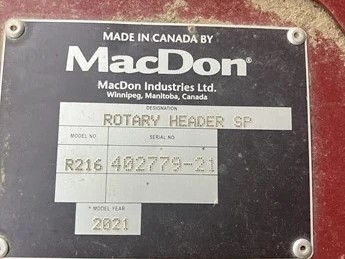 MADE IN CANADA BY
MacDon®
MacDon Industries Ltd.
Winnipeg, Manitoba, Canada
DESIGNATION
ROTARY HEADER SP
MODEL NO. SERIAL NO.
R216 402779-21
* MODEL YEAR
2021